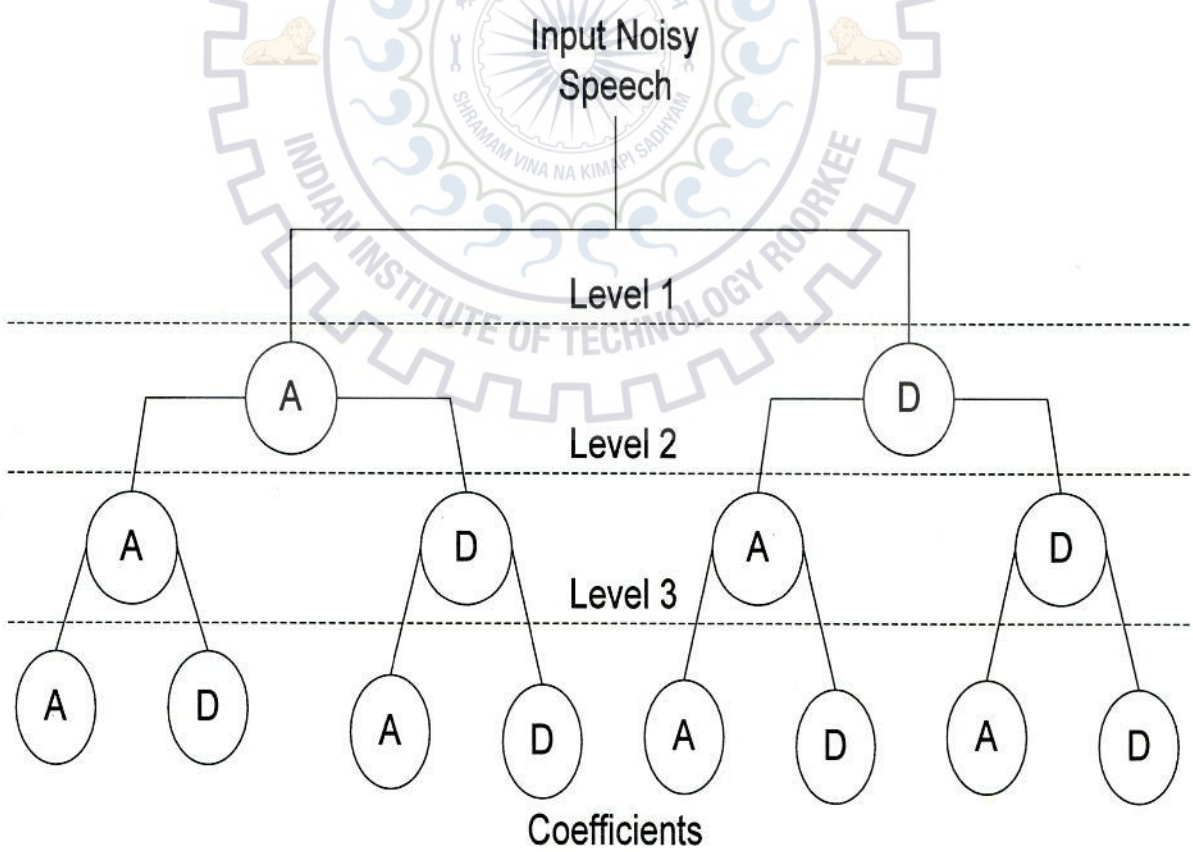 Input Noisy
Speech
SHRAMAM VINA NA KIMAPI SADHYAM
INDIAN INSTITUTE OF TECHNOLOGY ROORKEE
Level 1
A
D
Level 2
A
D
A
D
Level 3
A
D
A
D
A
D
A
D
Coefficients